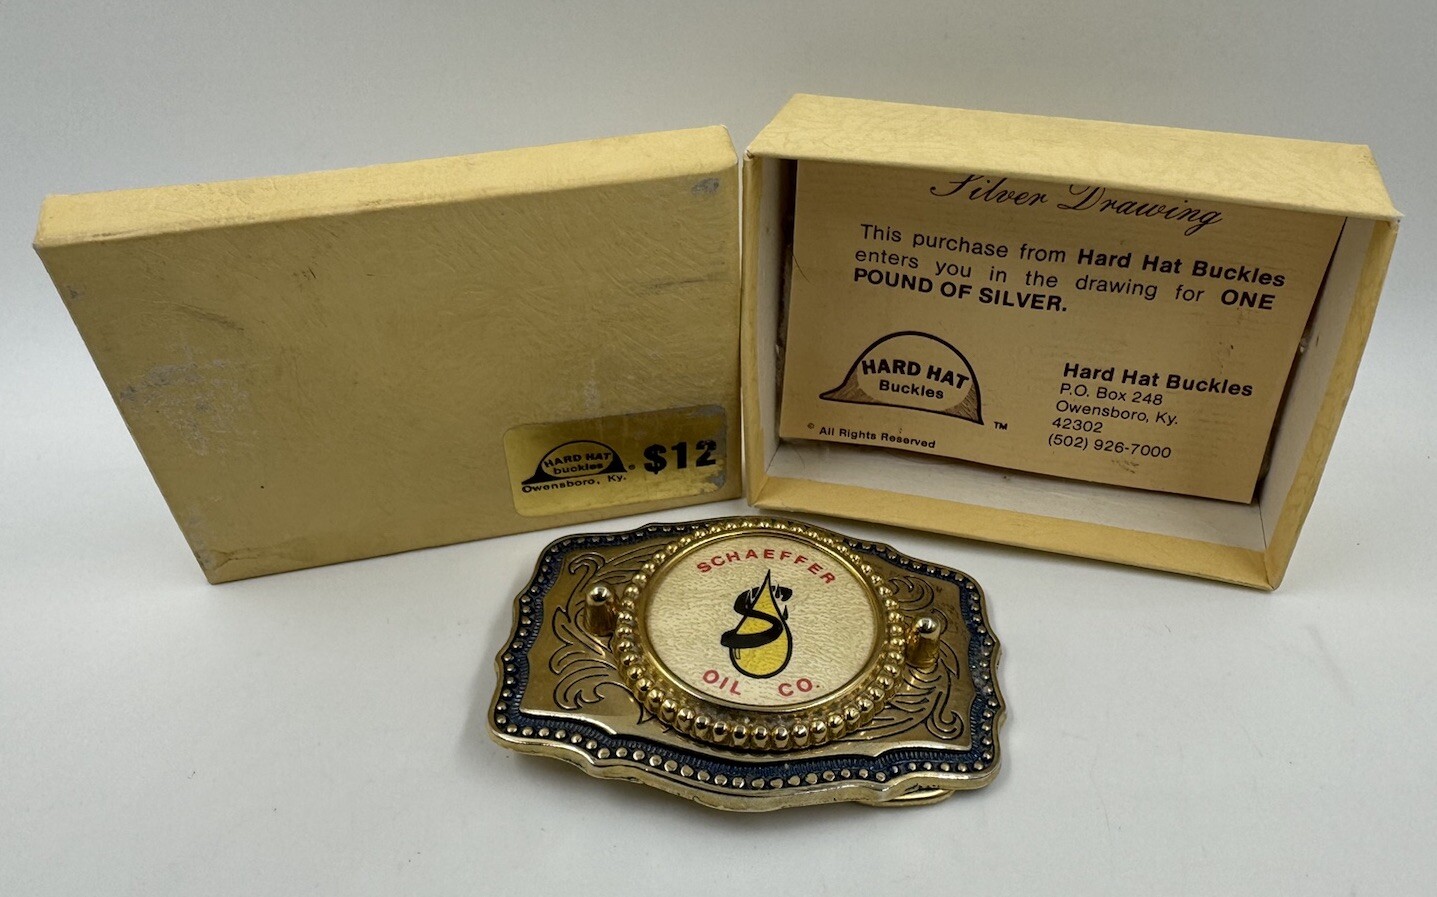 Silver Drawing
This purchase from Hard Hat Buckles
enters you in the drawing for ONE
POUND OF SILVER.
HARD HAT
Buckles
TM
© All Rights Reserved
Hard Hat Buckles
P.O. Box 248
Owensboro, Ky.
42302
(502) 926-7000
HARD HAT
buckles
®
Owensboro, Ky.
$12
SCHAEFFER
S
OIL CO.